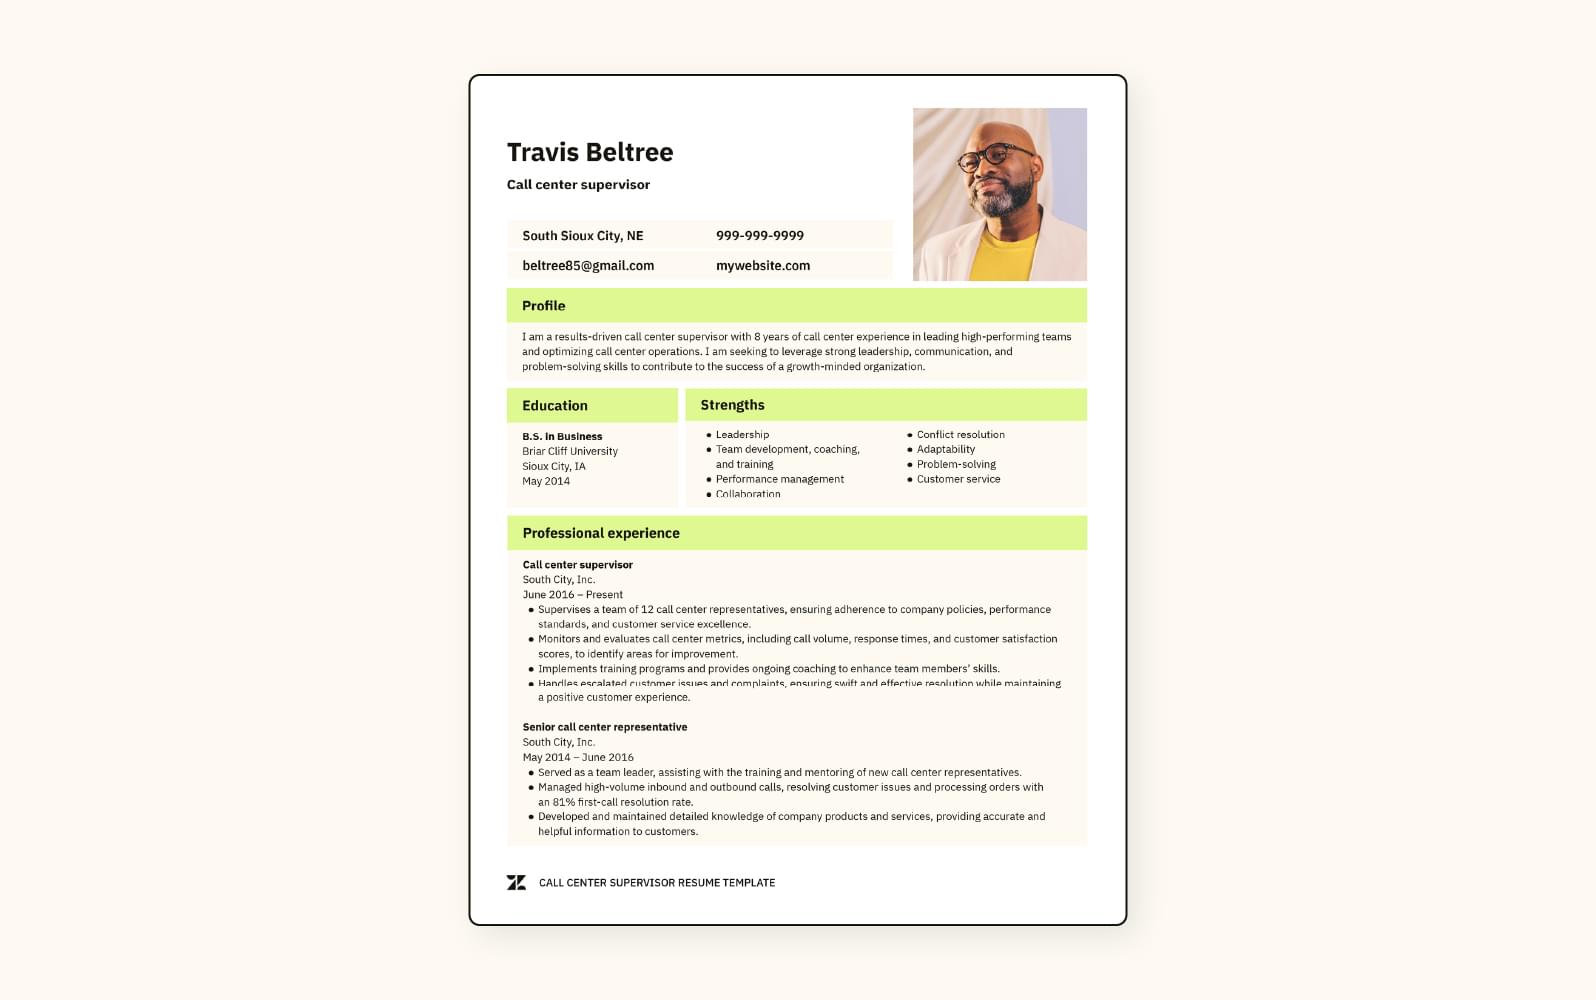 Travis Beltree
Call center supervisor
South Sioux City, NE
999-999-9999
beltree85@gmail.com
mywebsite.com
Profile
I am a results-driven call center supervisor with 8 years of call center experience in leading high-performing teams
and optimizing call center operations. I am seeking to leverage strong leadership, communication, and
problem-solving skills to contribute to the success of a growth-minded organization.
Education
B.S. in Business
Briar Cliff University
Sioux City, IA
May 2014
Strengths
● Leadership
● Team development, coaching,
and training
● Performance management
● Collaboration
● Conflict resolution
● Adaptability
● Problem-solving
● Customer service
Professional experience
Call center supervisor
South City, Inc.
June 2016 – Present
● Supervises a team of 12 call center representatives, ensuring adherence to company policies, performance
standards, and customer service excellence.
● Monitors and evaluates call center metrics, including call volume, response times, and customer satisfaction
scores, to identify areas for improvement.
● Implements training programs and provides ongoing coaching to enhance team members’ skills.
● Handles escalated customer issues and complaints, ensuring swift and effective resolution while maintaining
a positive customer experience.
Senior call center representative
South City, Inc.
May 2014 – June 2016
● Served as a team leader, assisting with the training and mentoring of new call center representatives.
● Managed high-volume inbound and outbound calls, resolving customer issues and processing orders with
an 81% first-call resolution rate.
● Developed and maintained detailed knowledge of company products and services, providing accurate and
helpful information to customers.
CALL CENTER SUPERVISOR RESUME TEMPLATE